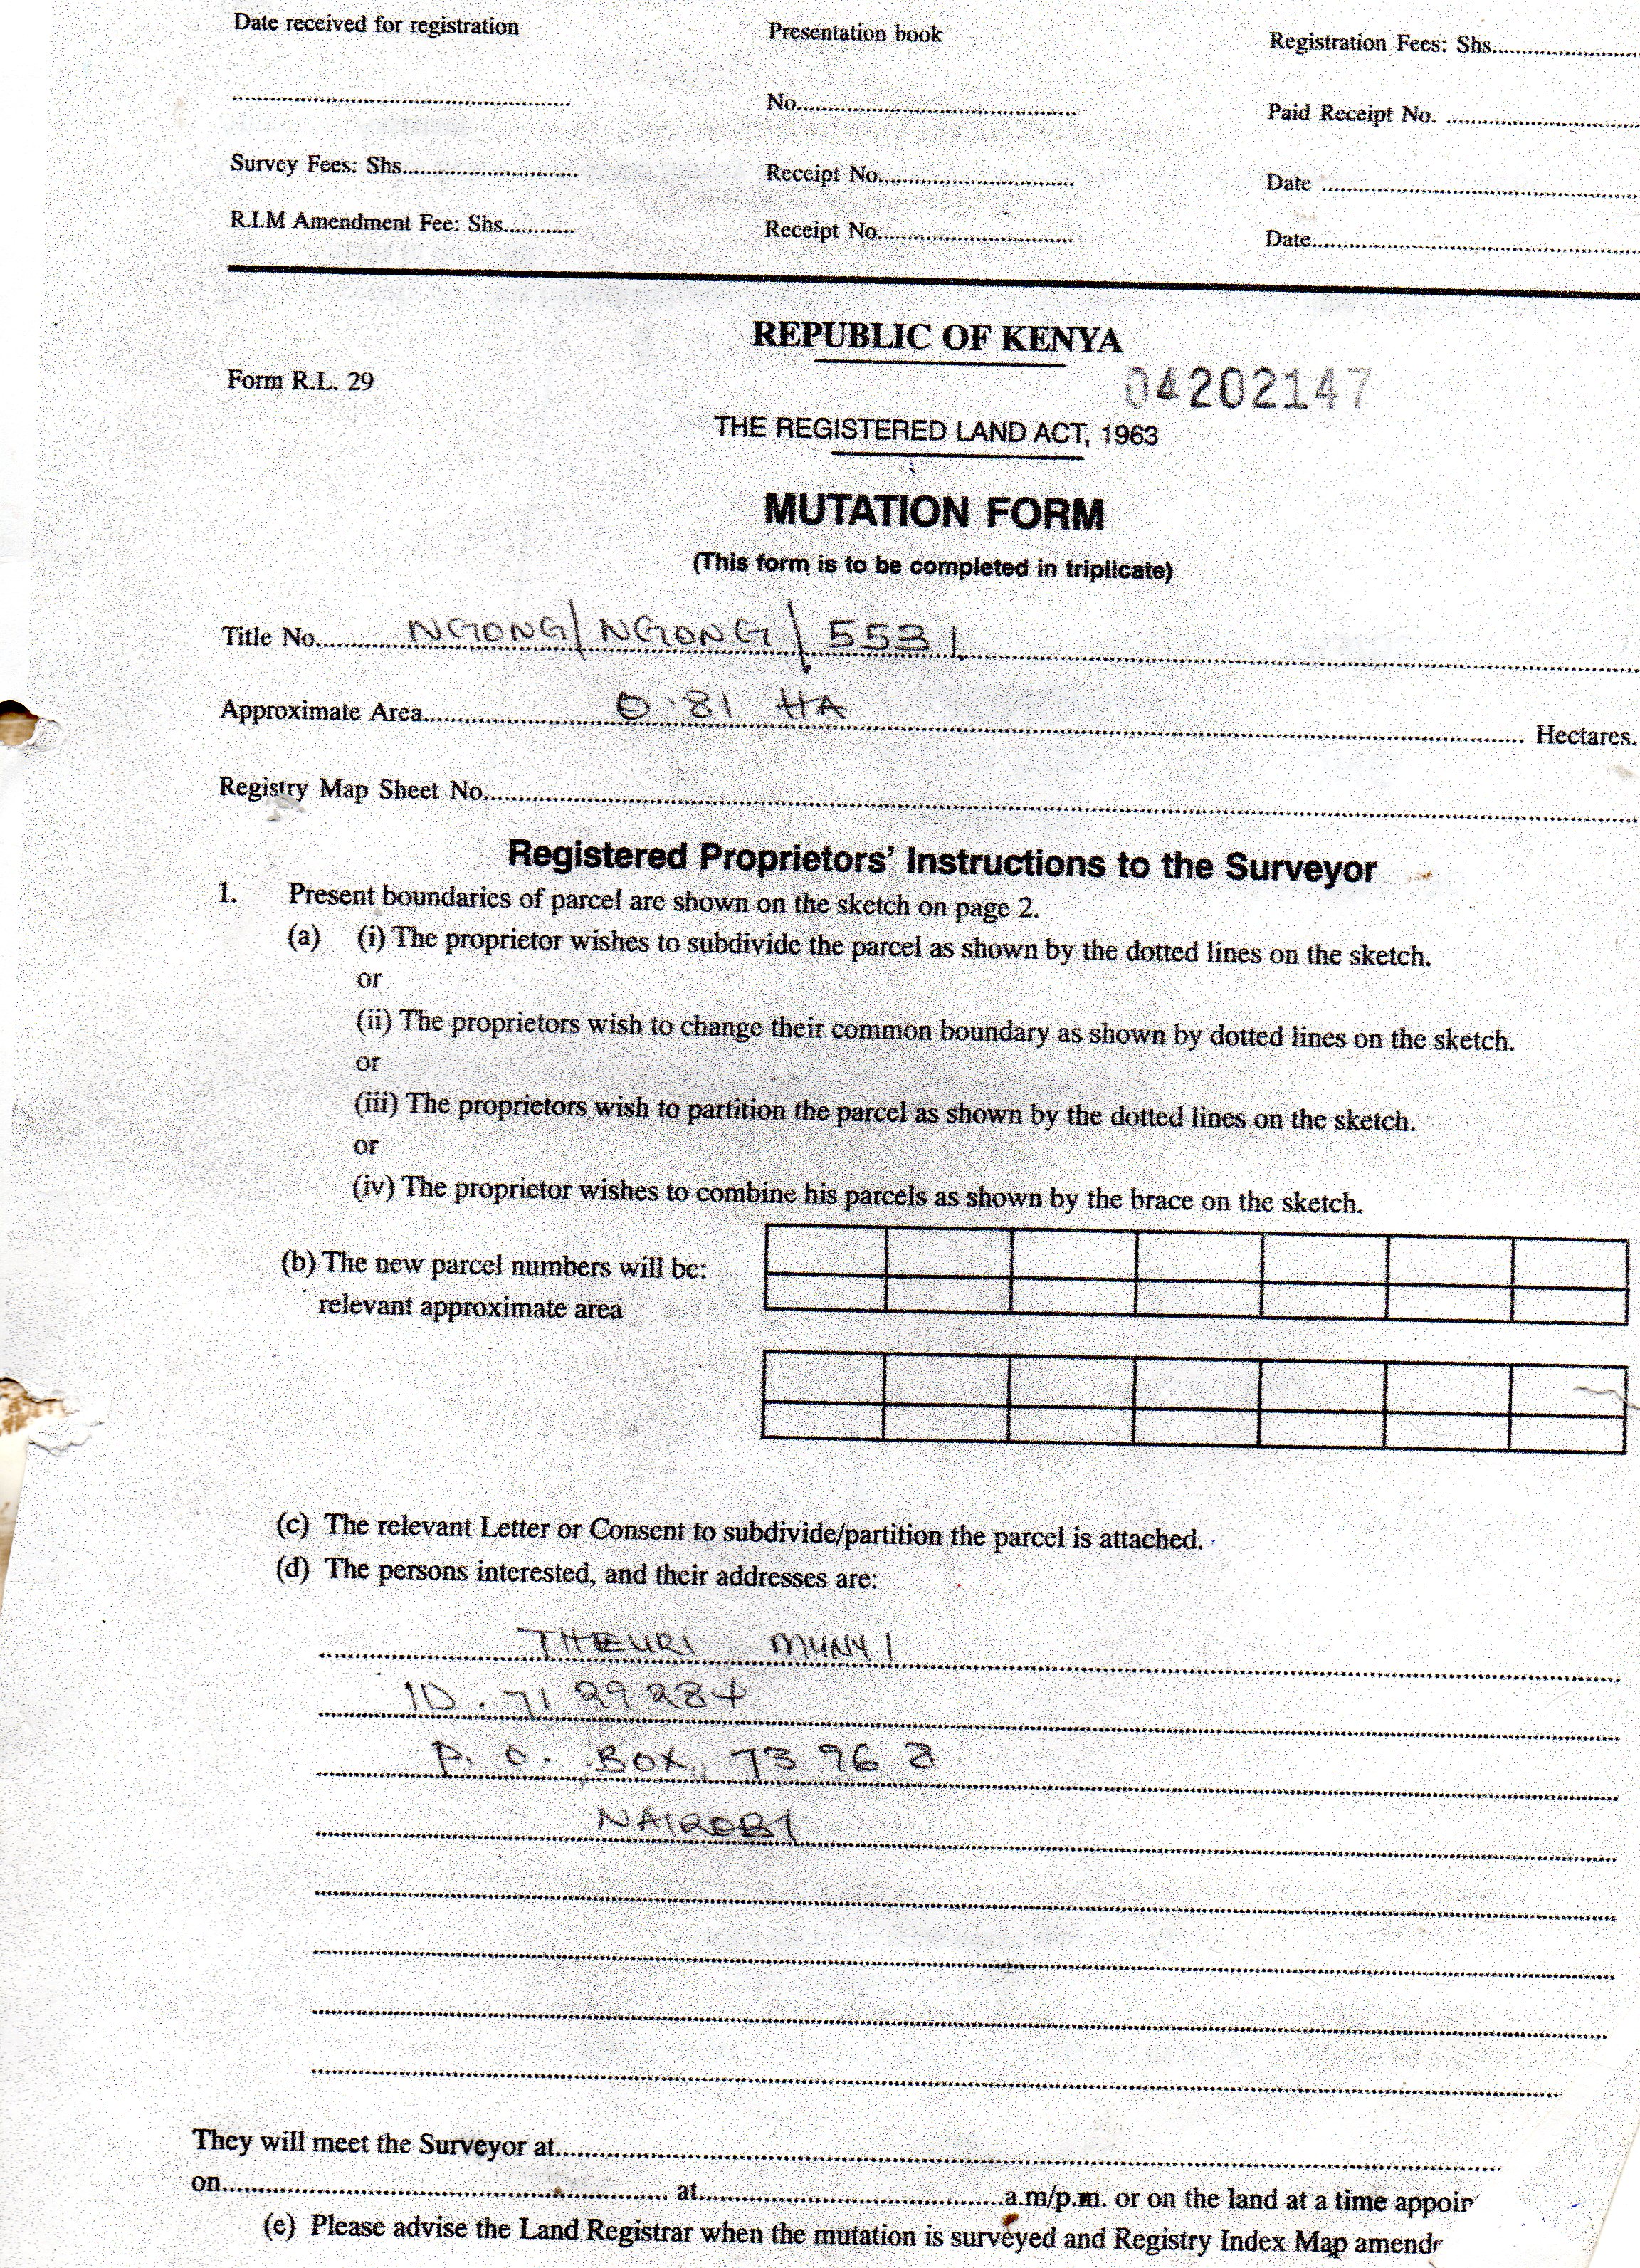 Date received for registration Presentation book Registration Fees: Shs..........
.......... No.......... Paid Receipt No. ..........
Survey Fees: Shs.......... Receipt No.......... Date ..........
R.I.M Amendment Fee: Shs.......... Receipt No.......... Date..........
REPUBLIC OF KENYA
Form R.L. 29 04202147
THE REGISTERED LAND ACT, 1963
MUTATION FORM
(This form is to be completed in triplicate)
Title No.......... NGONG/NGONG/5531
Approximate Area.......... 0.81 HA .......... Hectares.
Registry Map Sheet No..........
Registered Proprietors' Instructions to the Surveyor
1. Present boundaries of parcel are shown on the sketch on page 2.
(a) (i) The proprietor wishes to subdivide the parcel as shown by the dotted lines on the sketch.
or
(ii) The proprietors wish to change their common boundary as shown by dotted lines on the sketch.
or
(iii) The proprietors wish to partition the parcel as shown by the dotted lines on the sketch.
or
(iv) The proprietor wishes to combine his parcels as shown by the brace on the sketch.
(b) The new parcel numbers will be:
relevant approximate area
(c) The relevant Letter or Consent to subdivide/partition the parcel is attached.
(d) The persons interested, and their addresses are:
THEURI MUNYI
ID. 7129284
P. O. BOX 73968
NAIROBI
They will meet the Surveyor at..........
on.......... at..........a.m/p.m. or on the land at a time appoin
(e) Please advise the Land Registrar when the mutation is surveyed and Registry Index Map amende